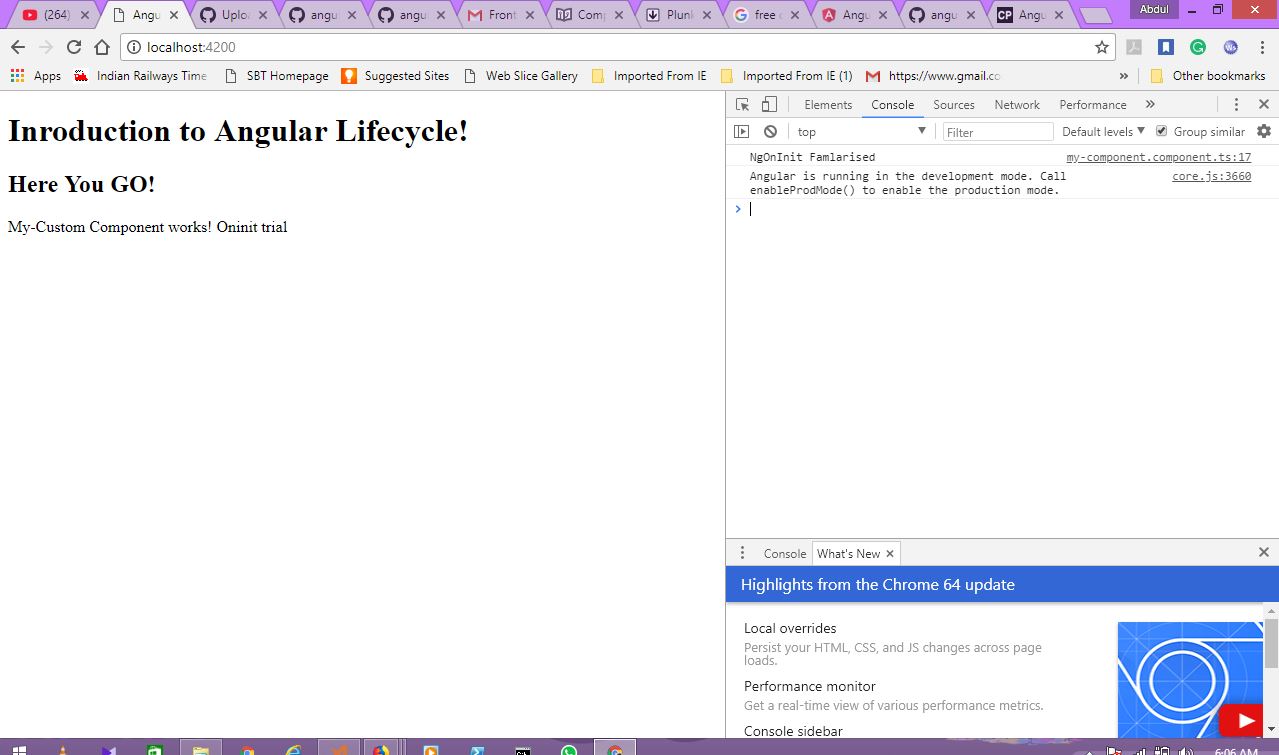 (264)
Angu
Uploa
angul
angul
Front
Comp
Plunk
free c
Angu
angu
Angu
Abdul
localhost:4200
Apps
Indian Railways Time
SBT Homepage
Suggested Sites
Web Slice Gallery
Imported From IE
Imported From IE (1)
https://www.gmail.co
»
Other bookmarks
Inroduction to Angular Lifecycle!
Here You GO!
My-Custom Component works! Oninit trial
Elements
Console
Sources
Network
Performance
»
top
Filter
Default levels
Group similar
NgOnInit Famlarised
my-component.component.ts:17
Angular is running in the development mode. Call
enableProdMode() to enable the production mode.
core.js:3660
Console
What's New
Highlights from the Chrome 64 update
Local overrides
Persist your HTML, CSS, and JS changes across page
loads.
Performance monitor
Get a real-time view of various performance metrics.
Console sidebar
6:06 AM